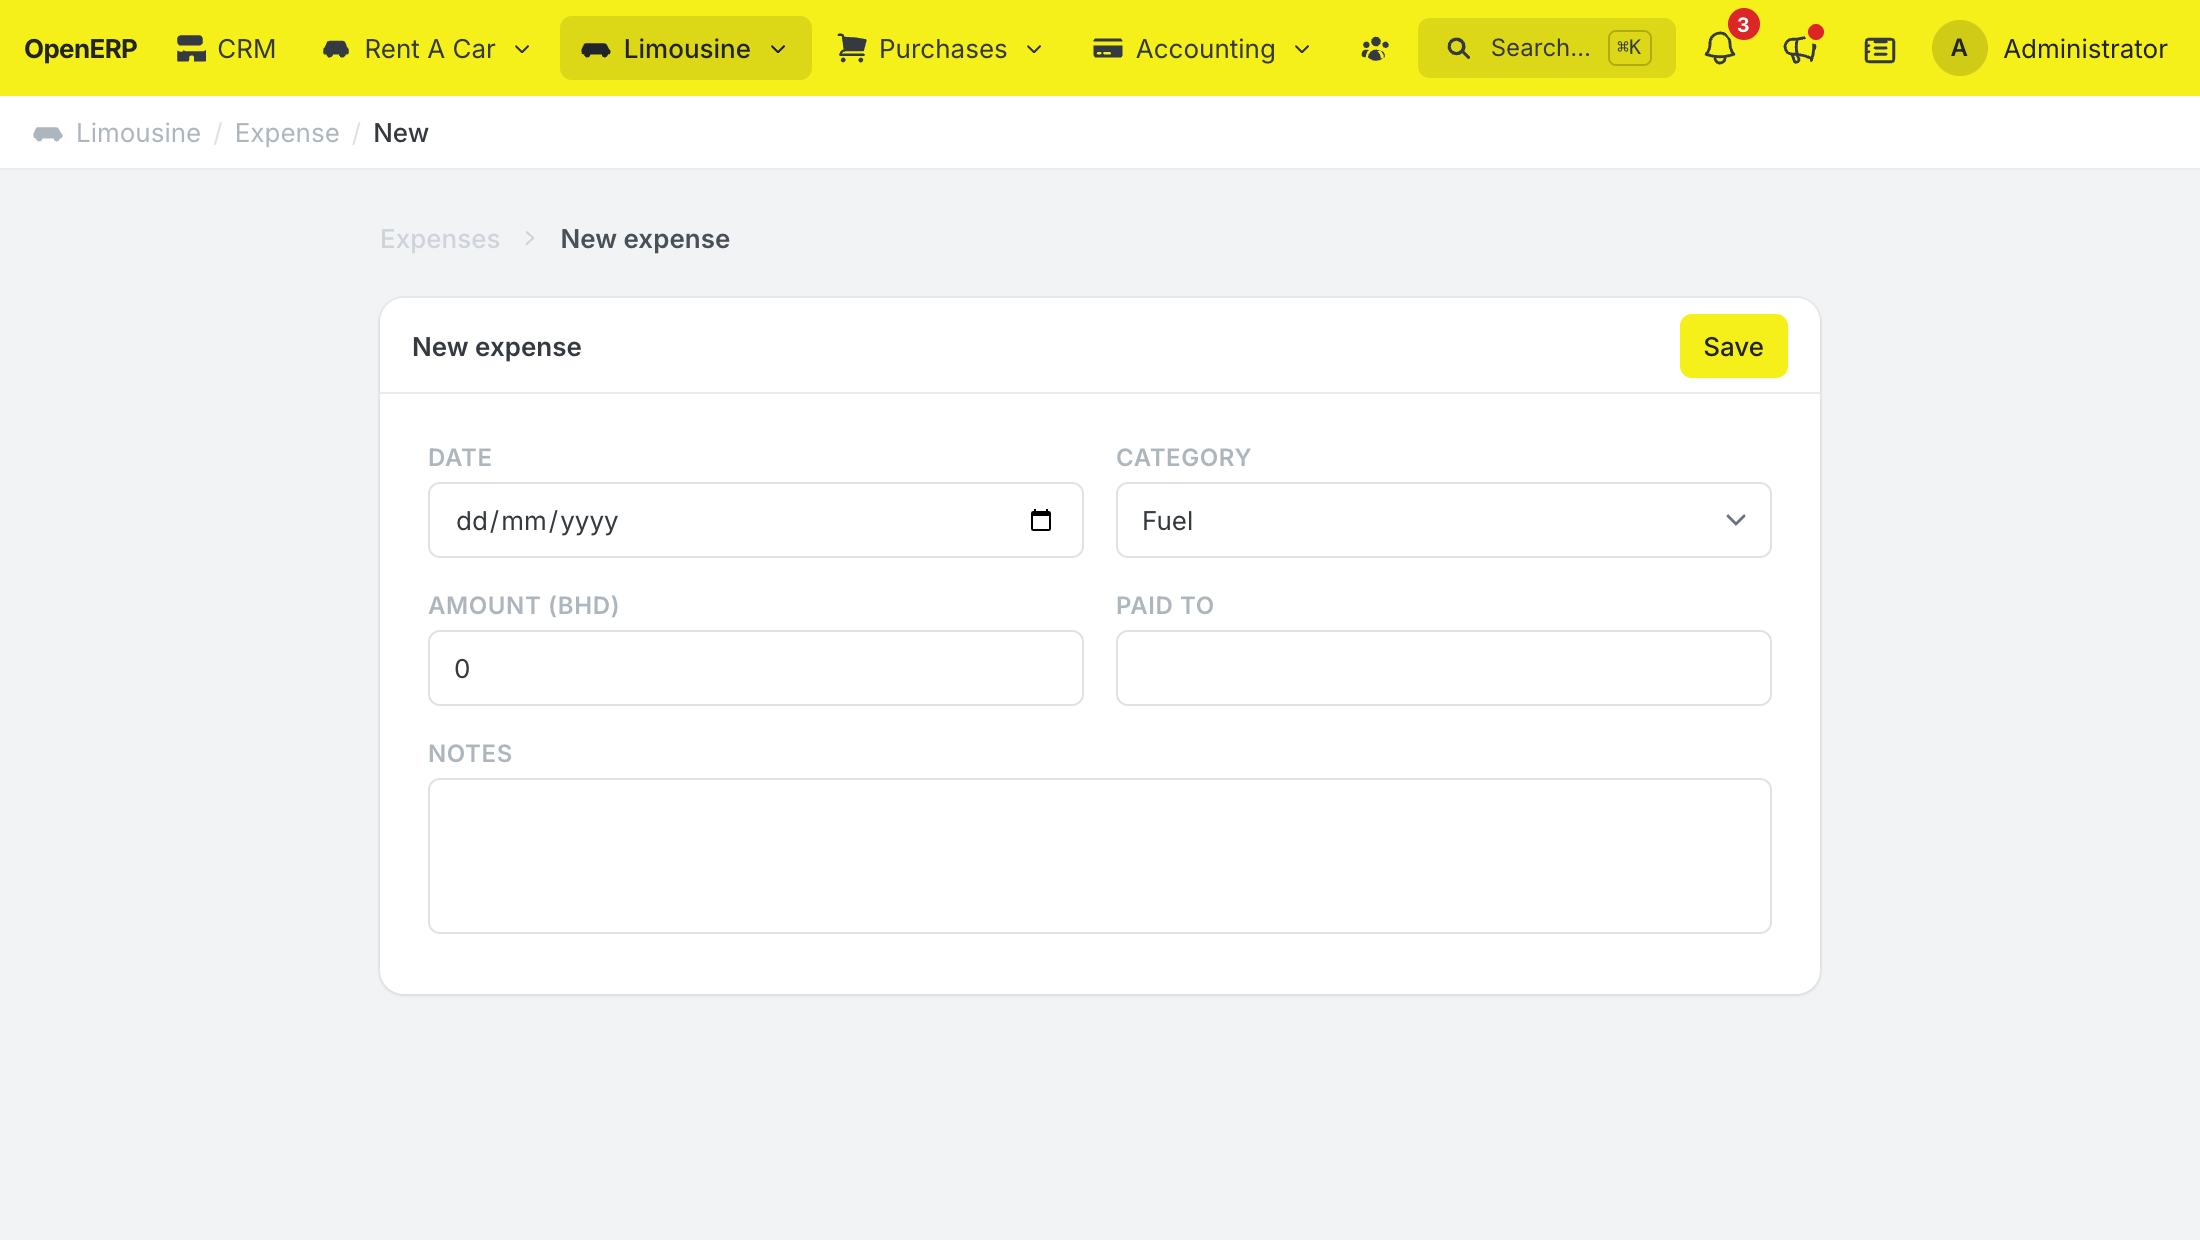 OpenERP CRM Rent A Car Limousine Purchases Accounting Search... ⌘K 3 A Administrator
Limousine / Expense / New
Expenses > New expense
New expense Save
DATE CATEGORY
dd/mm/yyyy Fuel
AMOUNT (BHD) PAID TO
0
NOTES